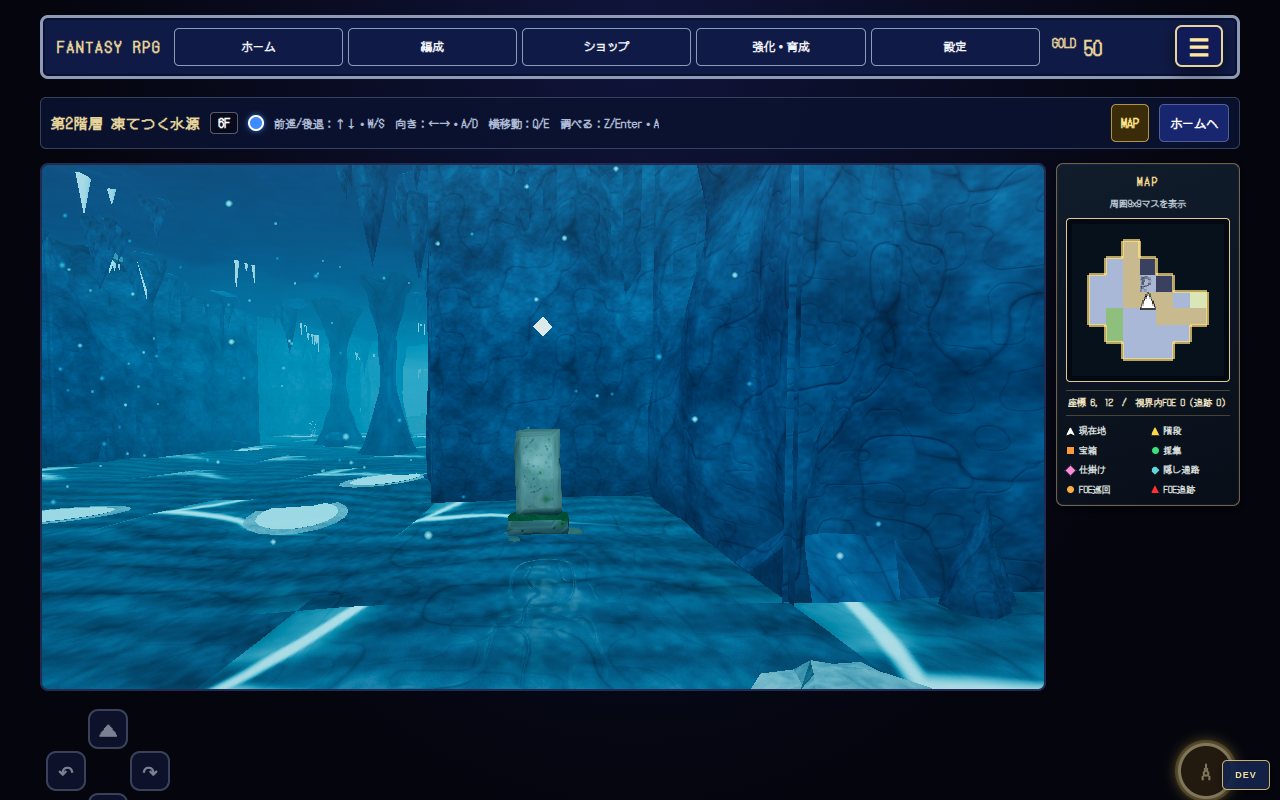 FANTASY RPG
ホーム
編成
ショップ
強化・育成
設定
GOLD 50
第2階層 凍てつく水源
6F
前進/後退：↑↓・W/S 向き：←→・A/D 横移動：Q/E 調べる：Z/Enter・A
MAP
ホームへ
MAP
周囲9x9マスを表示
座標 6, 12 / 視界内FOE 0（追跡 0）
現在地
階段
宝箱
採集
仕掛け
隠し通路
FOE巡回
FOE追跡
A
DEV